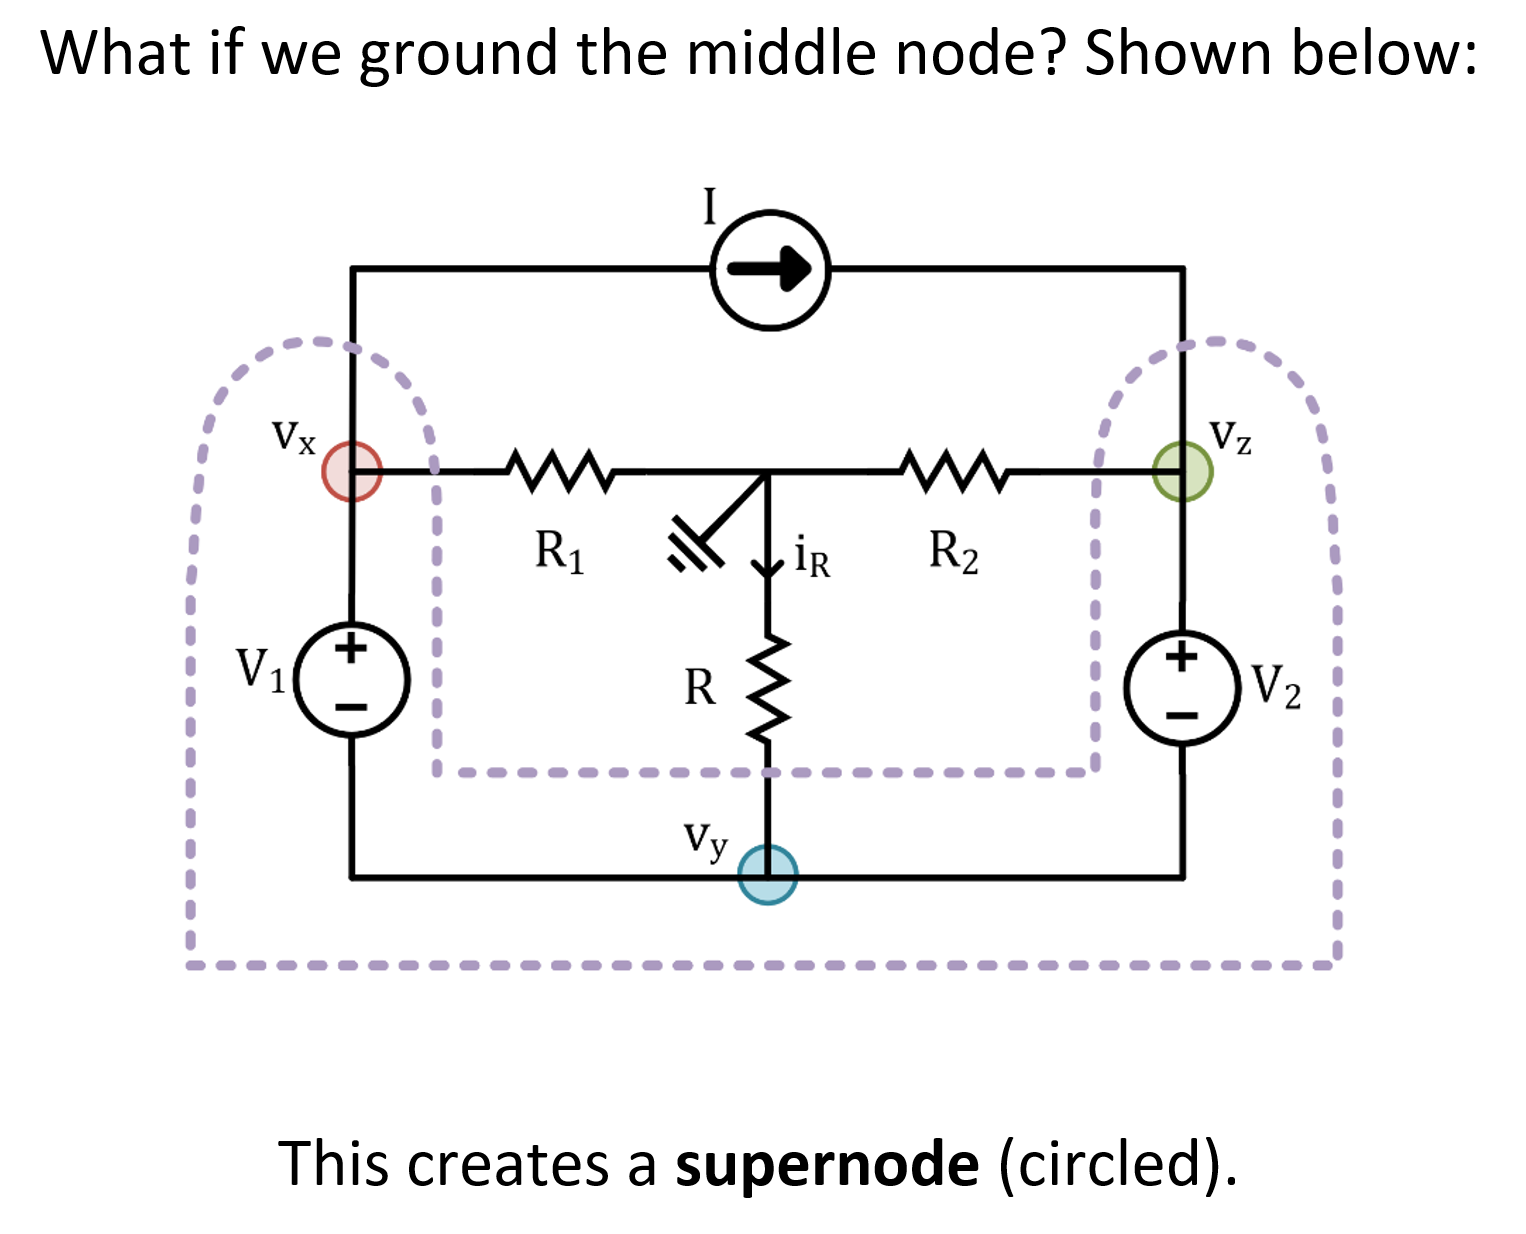 What if we ground the middle node? Shown below:
I
vx
vz
R1
iR
R2
V1
+
−
R
+
−
V2
vy
This creates a supernode (circled).